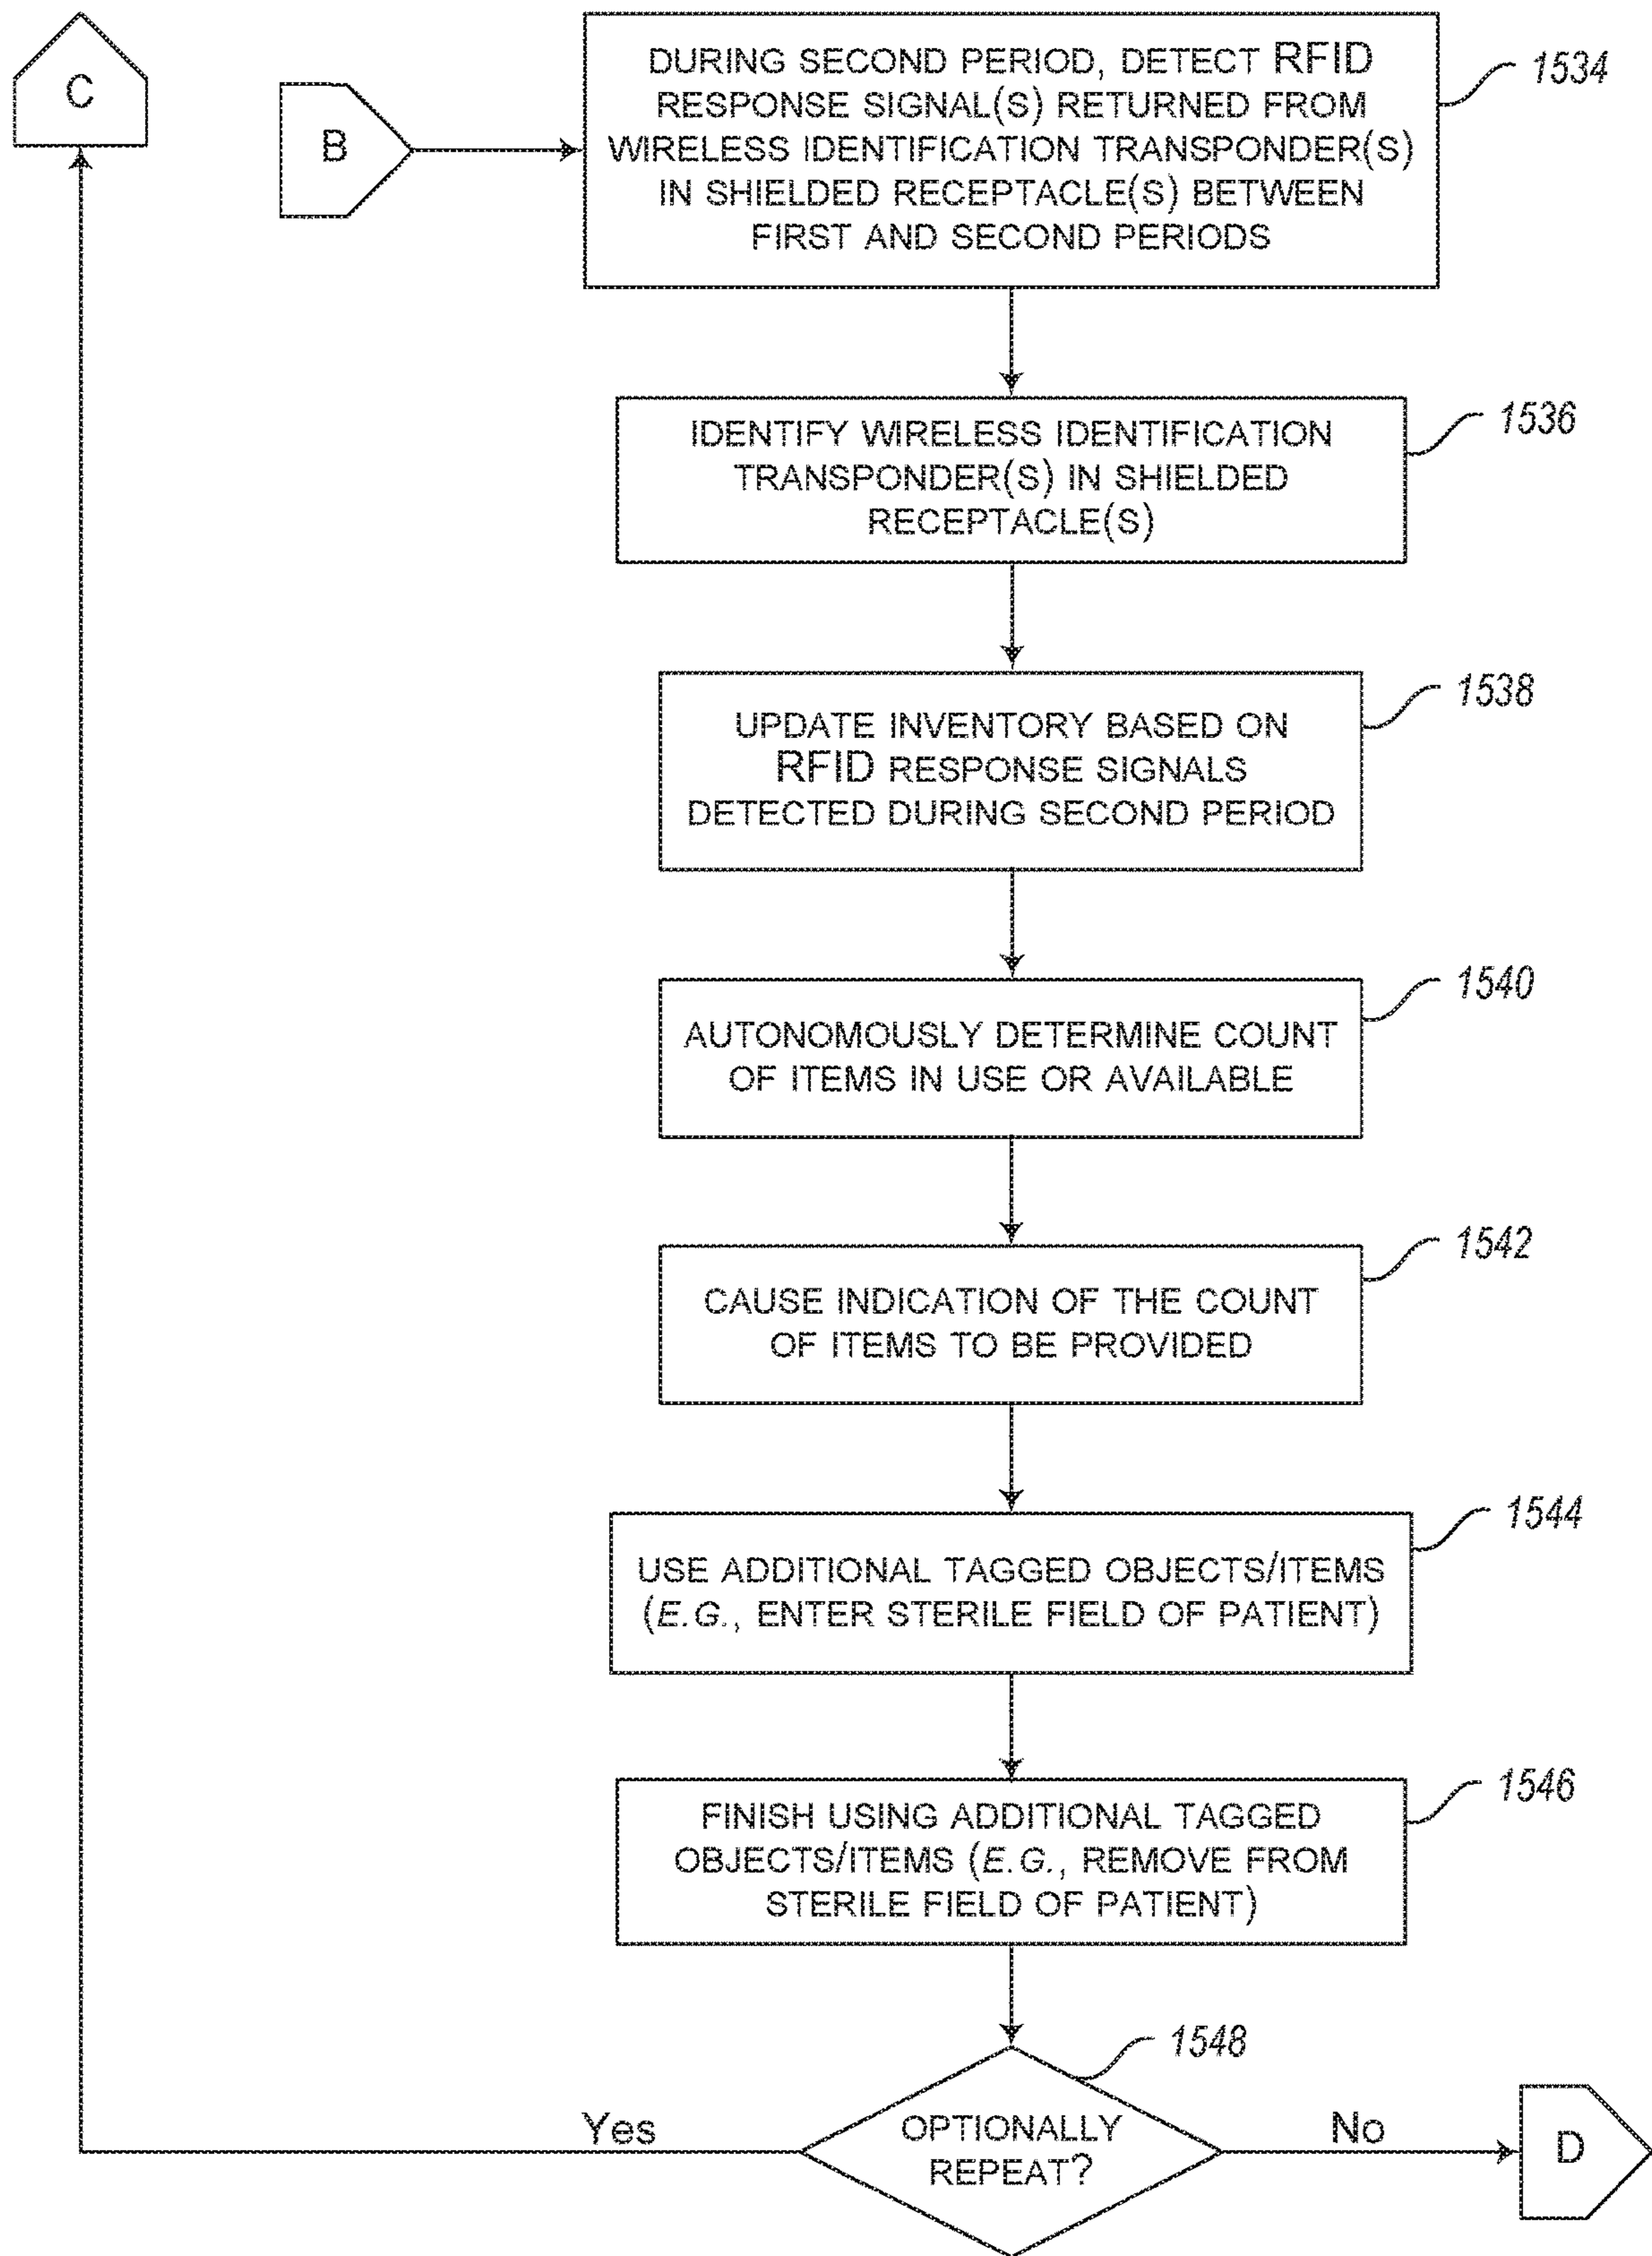 C
B
DURING SECOND PERIOD, DETECT RFID
RESPONSE SIGNAL(S) RETURNED FROM
WIRELESS IDENTIFICATION TRANSPONDER(S)
IN SHIELDED RECEPTACLE(S) BETWEEN
FIRST AND SECOND PERIODS
1534
IDENTIFY WIRELESS IDENTIFICATION
TRANSPONDER(S) IN SHIELDED
RECEPTACLE(S)
1536
UPDATE INVENTORY BASED ON
RFID RESPONSE SIGNALS
DETECTED DURING SECOND PERIOD
1538
AUTONOMOUSLY DETERMINE COUNT
OF ITEMS IN USE OR AVAILABLE
1540
CAUSE INDICATION OF THE COUNT
OF ITEMS TO BE PROVIDED
1542
USE ADDITIONAL TAGGED OBJECTS/ITEMS
(E.G., ENTER STERILE FIELD OF PATIENT)
1544
FINISH USING ADDITIONAL TAGGED
OBJECTS/ITEMS (E.G., REMOVE FROM
STERILE FIELD OF PATIENT)
1546
OPTIONALLY
REPEAT?
1548
Yes
No
D